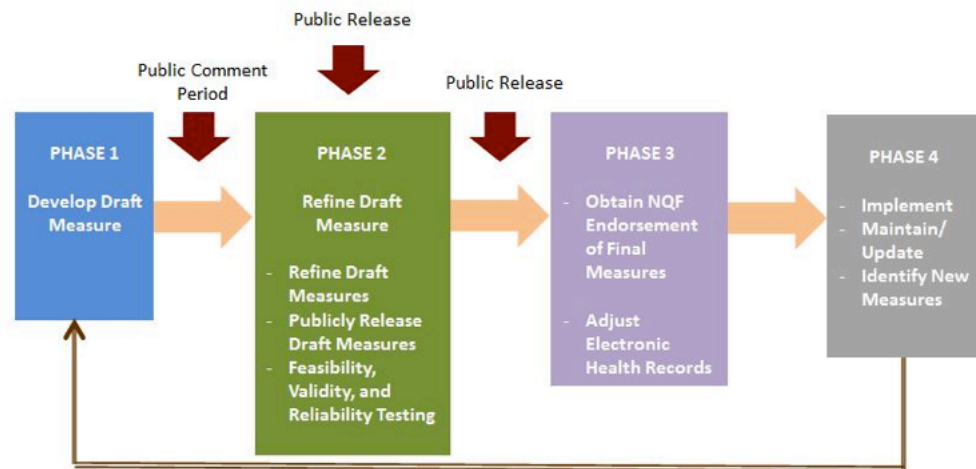 Public Release
Public Comment
Period
Public Release
PHASE 1
Develop Draft
Measure
PHASE 2
Refine Draft
Measure
- Refine Draft
Measures
- Publicly Release
Draft Measures
- Feasibility,
Validity, and
Reliability Testing
PHASE 3
- Obtain NQF
Endorsement
of Final
Measures
- Adjust
Electronic
Health Records
PHASE 4
- Implement
- Maintain/
Update
- Identify New
Measures